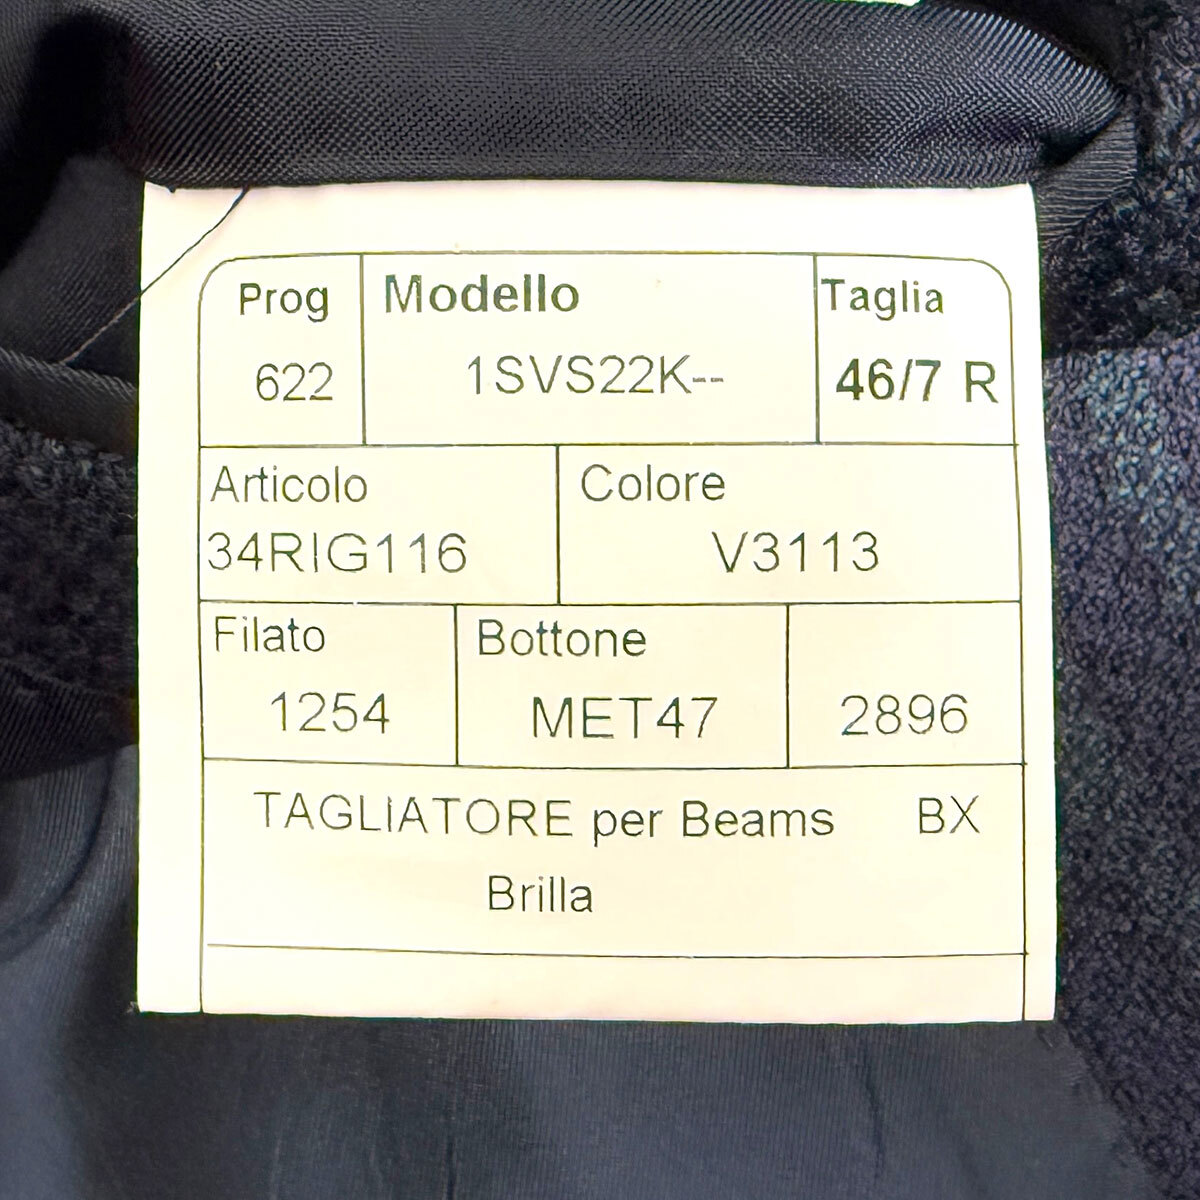 Prog Modello Taglia
622 1SVS22K-- 46/7 R
Articolo Colore
34RIG116 V3113
Filato Bottone
1254 MET47 2896
TAGLIATORE per Beams BX
Brilla